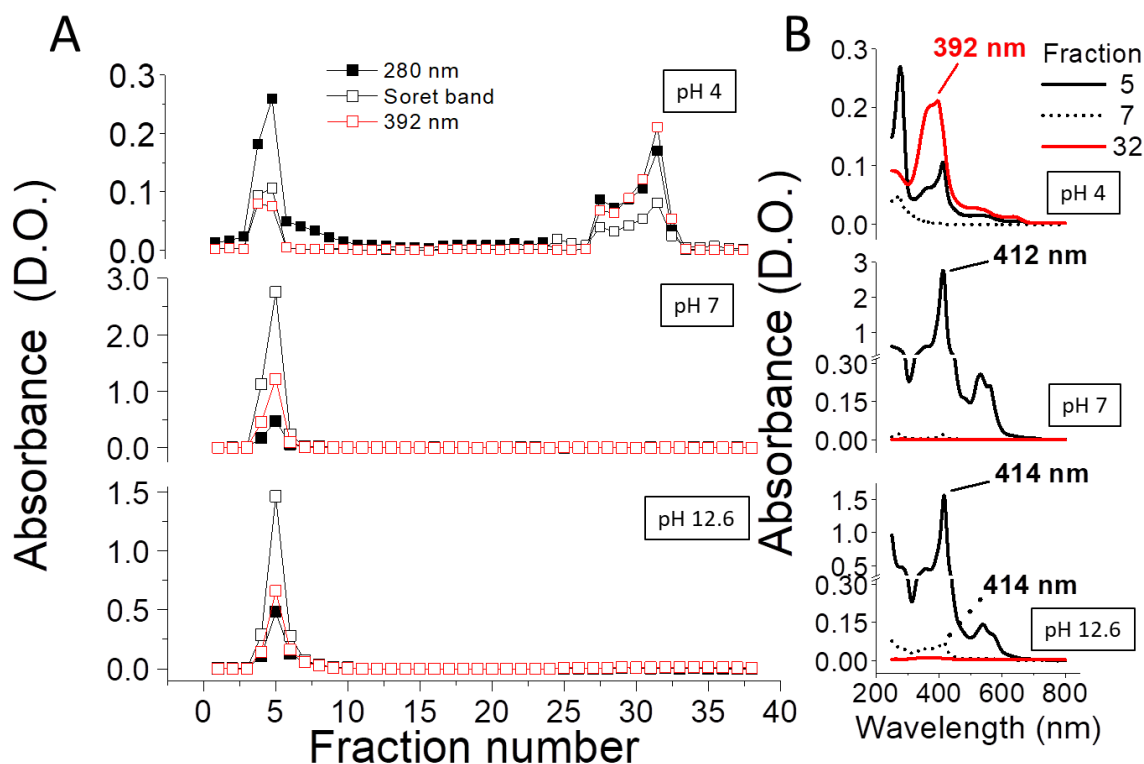 A
Absorbance (D.O.)
0.3
0.2
0.1
0.0
280 nm
Soret band
392 nm
pH 4
3.0
2.0
1.0
0.0
pH 7
1.5
1.0
0.5
0.0
pH 12.6
0 5 10 15 20 25 30 35 40
Fraction number
B
Absorbance (D.O.)
0.3
0.2
0.1
0.0
392 nm
Fraction
5
7
32
pH 4
3
2
1
0.30
0.15
0.00
412 nm
pH 7
1.5
1.0
0.5
0.30
0.15
0.00
414 nm
414 nm
pH 12.6
200 400 600 800
Wavelength (nm)